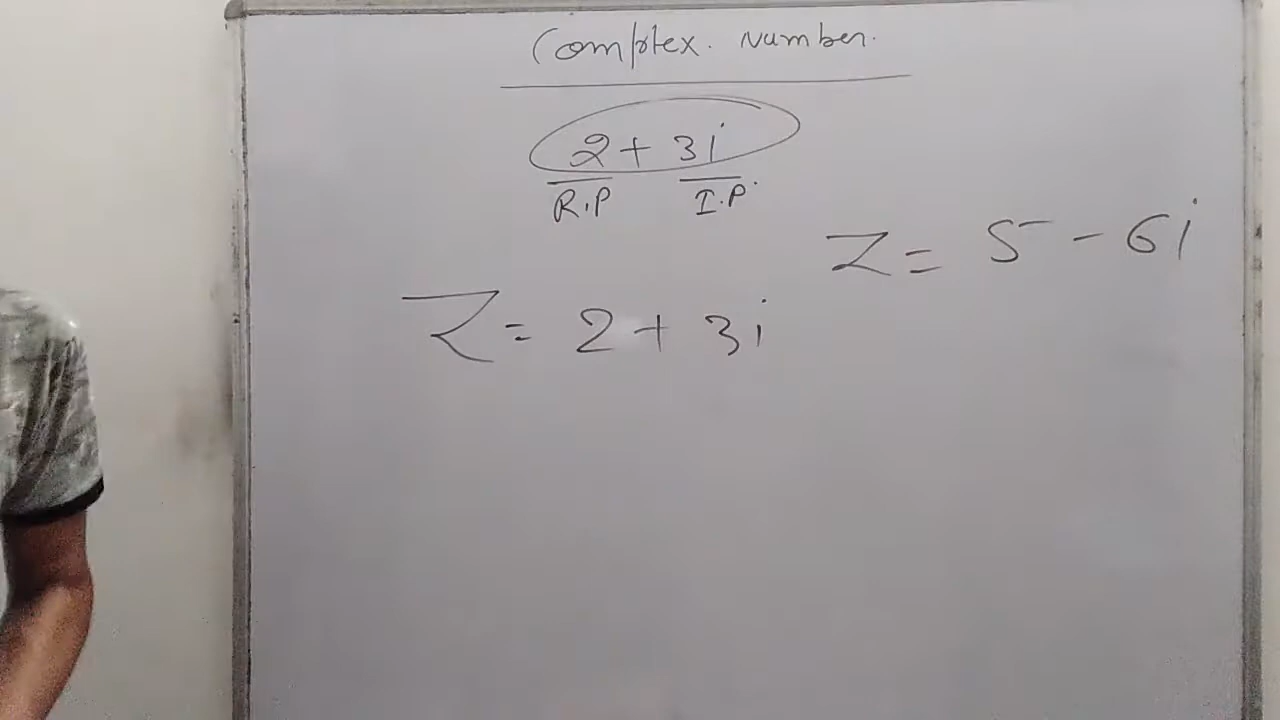 Complex. Number.
2 + 3i
R.P I.P.
Z = 5 - 6i
Z = 2 + 3i